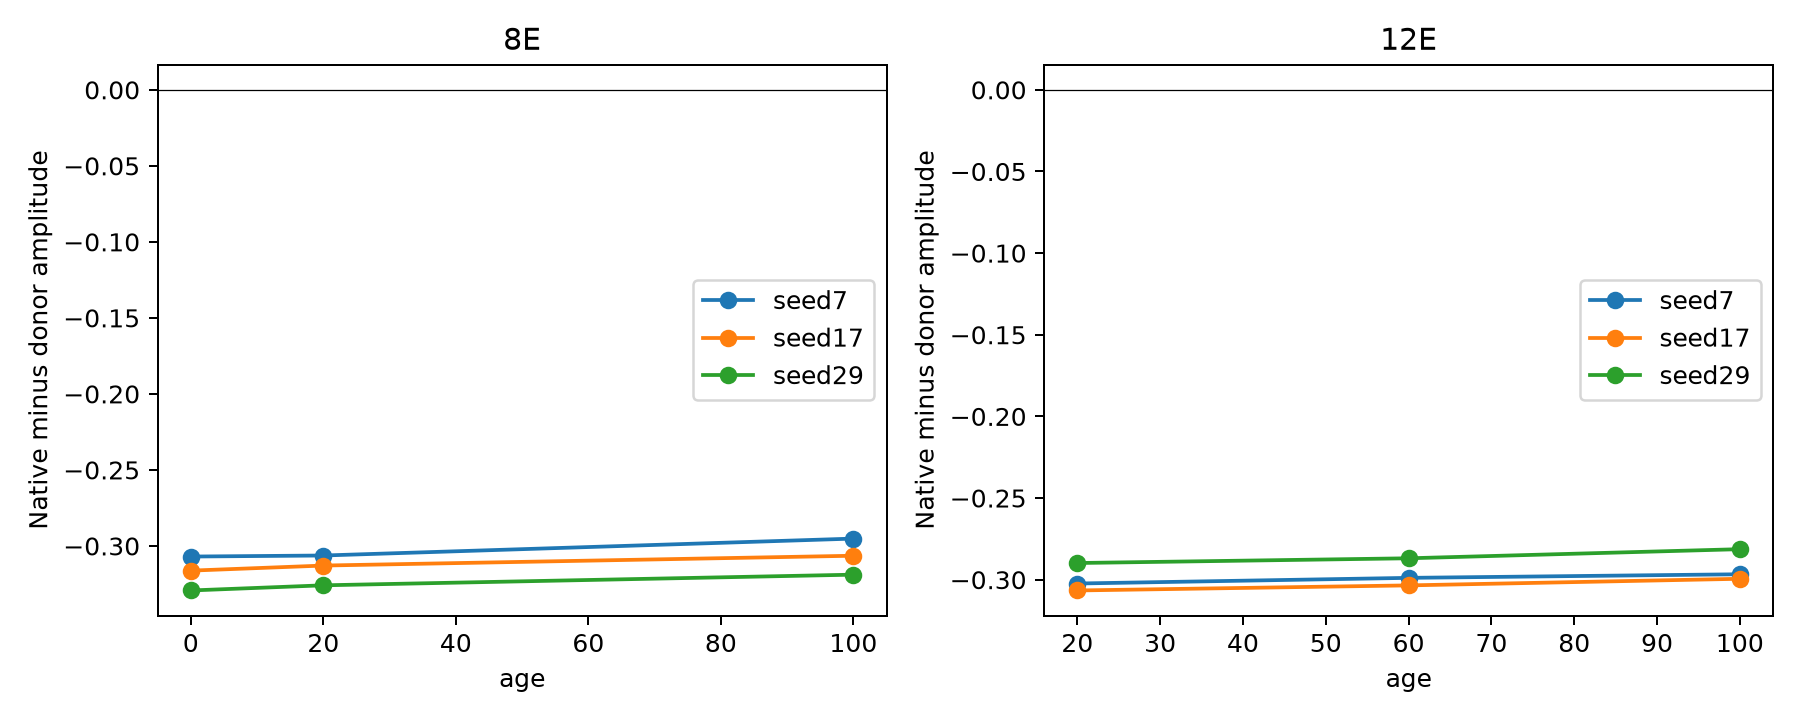 8E
Native minus donor amplitude
0.00
−0.05
−0.10
−0.15
−0.20
−0.25
−0.30
seed7
seed17
seed29
0 20 40 60 80 100
age
12E
Native minus donor amplitude
0.00
−0.05
−0.10
−0.15
−0.20
−0.25
−0.30
seed7
seed17
seed29
20 30 40 50 60 70 80 90 100
age